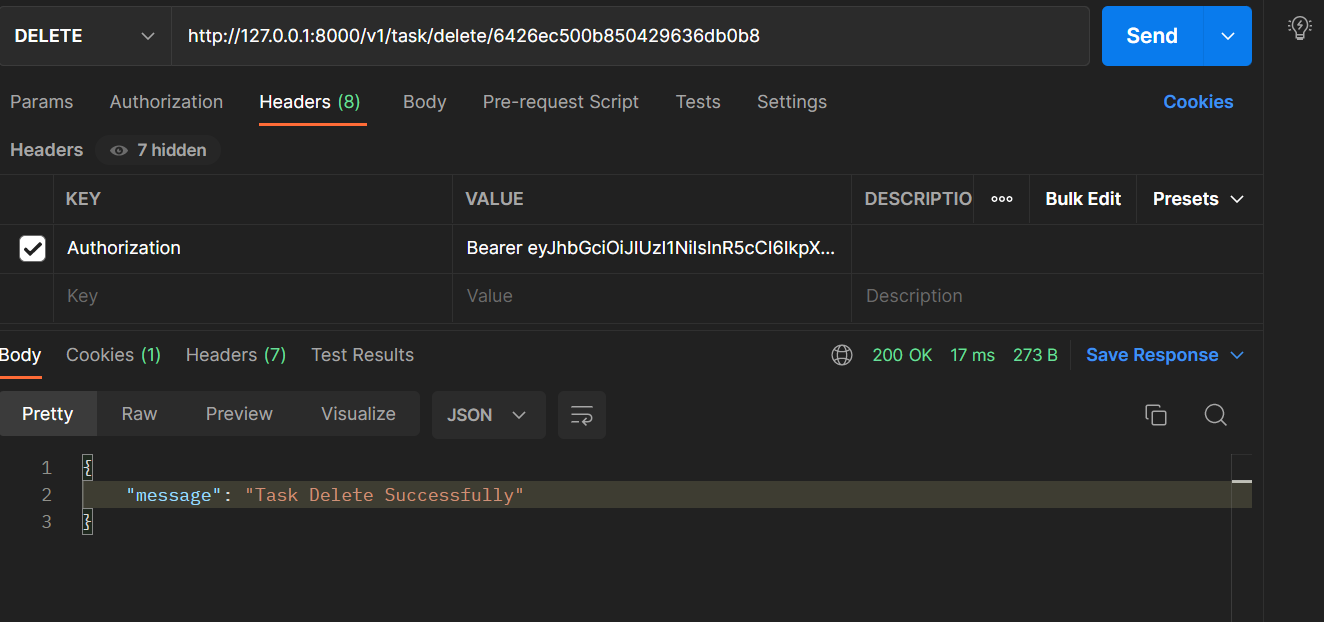 DELETE http://127.0.0.1:8000/v1/task/delete/6426ec500b850429636db0b8 Send
Params Authorization Headers (8) Body Pre-request Script Tests Settings Cookies
Headers 7 hidden
KEY VALUE DESCRIPTIO ooo Bulk Edit Presets
Authorization Bearer eyJhbGciOiJIUzI1NiIsInR5cCI6IkpX...
Key Value Description
Body Cookies (1) Headers (7) Test Results 200 OK 17 ms 273 B Save Response
Pretty Raw Preview Visualize JSON
1 {
2 "message": "Task Delete Successfully"
3 }